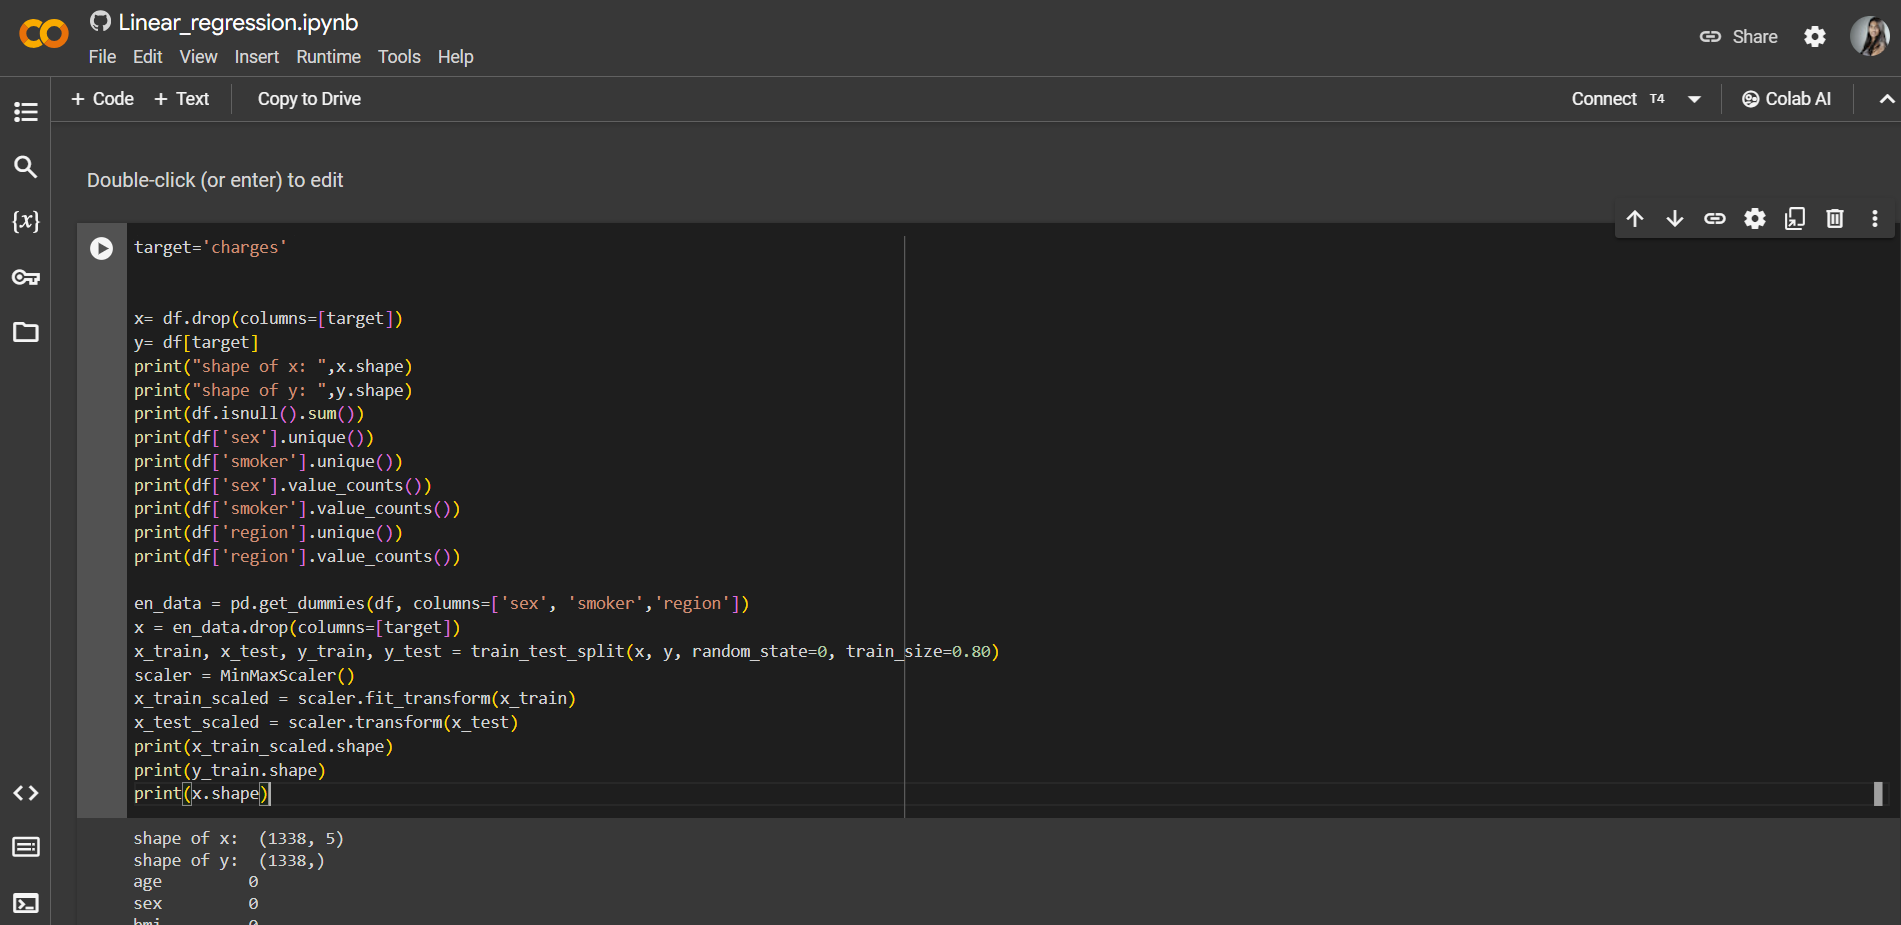 Linear_regression.ipynb
File Edit View Insert Runtime Tools Help
Share
+ Code + Text Copy to Drive
Connect T4
Colab AI
Double-click (or enter) to edit
{x}
target='charges'
x= df.drop(columns=[target])
y= df[target]
print("shape of x: ",x.shape)
print("shape of y: ",y.shape)
print(df.isnull().sum())
print(df['sex'].unique())
print(df['smoker'].unique())
print(df['sex'].value_counts())
print(df['smoker'].value_counts())
print(df['region'].unique())
print(df['region'].value_counts())
en_data = pd.get_dummies(df, columns=['sex', 'smoker','region'])
x = en_data.drop(columns=[target])
x_train, x_test, y_train, y_test = train_test_split(x, y, random_state=0, train_size=0.80)
scaler = MinMaxScaler()
x_train_scaled = scaler.fit_transform(x_train)
x_test_scaled = scaler.transform(x_test)
print(x_train_scaled.shape)
print(y_train.shape)
print(x.shape)
shape of x:  (1338, 5)
shape of y:  (1338,)
age 0
sex 0
bmi 0